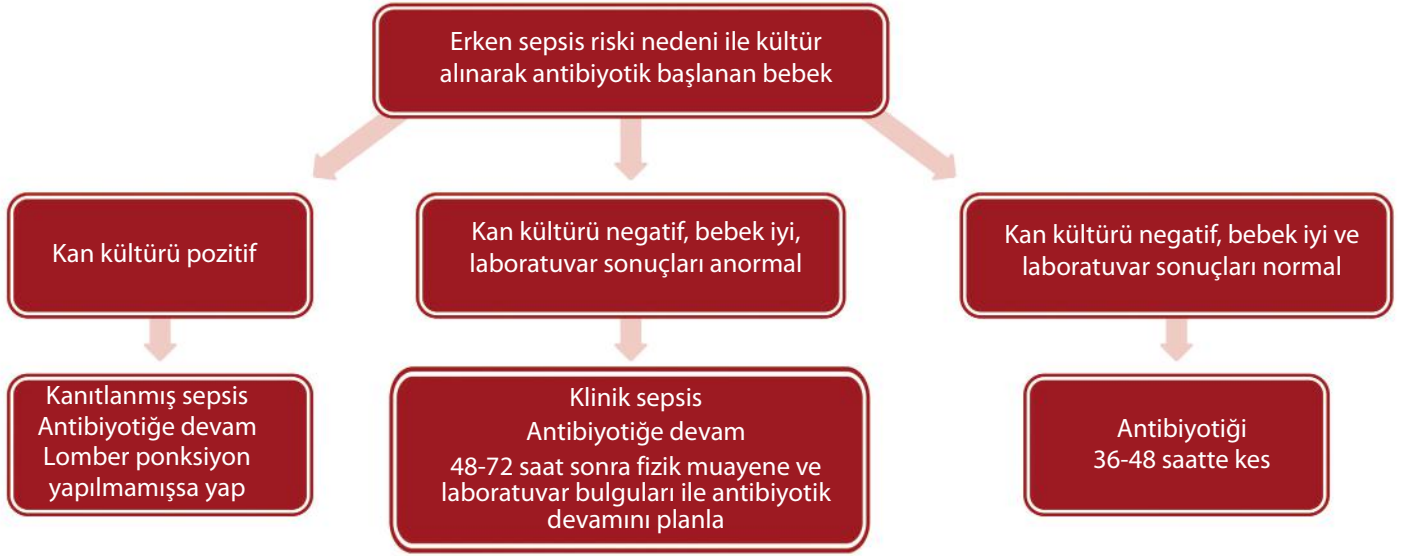 Erken sepsis riski nedeni ile kültür
alınarak antibiyotik başlanan bebek
Kan kültürü pozitif
Kan kültürü negatif, bebek iyi,
laboratuvar sonuçları anormal
Kan kültürü negatif, bebek iyi ve
laboratuvar sonuçları normal
Kanıtlanmış sepsis
Antibiyotiğe devam
Lomber ponksiyon
yapılmamışsa yap
Klinik sepsis
Antibiyotiğe devam
48-72 saat sonra fizik muayene ve
laboratuvar bulguları ile antibiyotik
devamını planla
Antibiyotiği
36-48 saatte kes